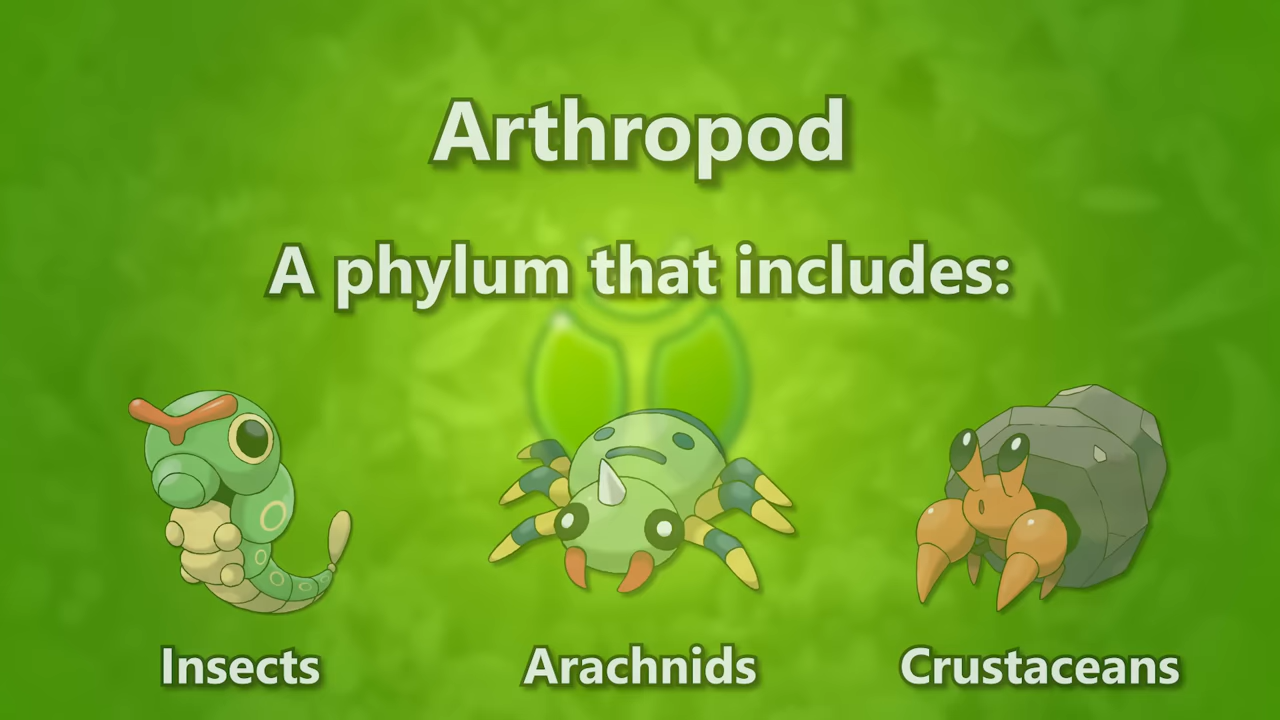 Arthropod
A phylum that includes:
Insects
Arachnids
Crustaceans